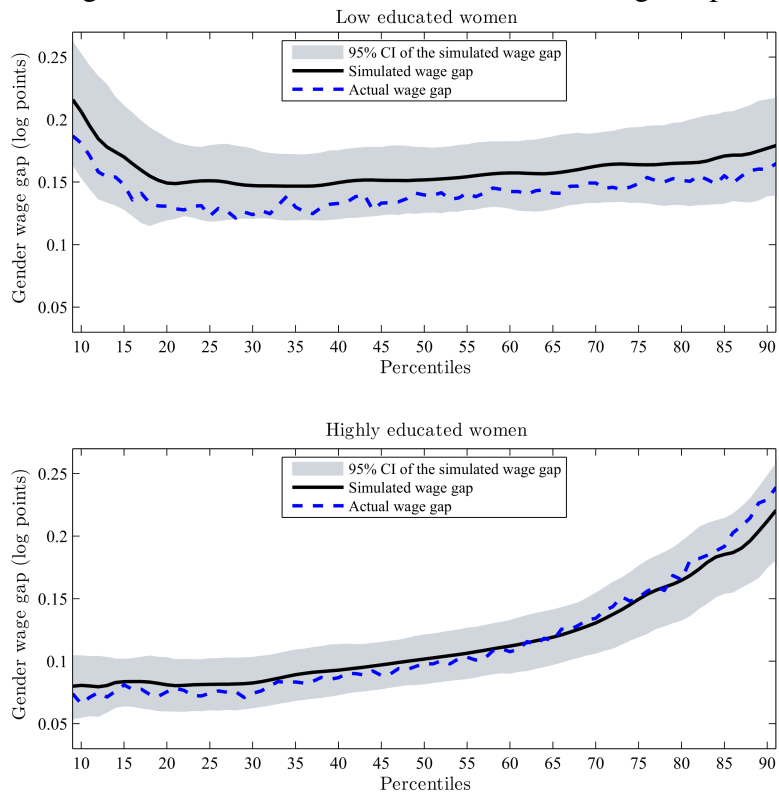 Low educated women
95% CI of the simulated wage gap
Simulated wage gap
Actual wage gap
Gender wage gap (log points)
0.2
0.15
0.1
0.05
10 15 20 25 30 35 40 45 50 55 60 65 70 75 80 85 90
Percentiles
Highly educated women
95% CI of the simulated wage gap
Simulated wage gap
Actual wage gap
Gender wage gap (log points)
0.25
0.2
0.15
0.1
0.05
10 15 20 25 30 35 40 45 50 55 60 65 70 75 80 85 90
Percentiles